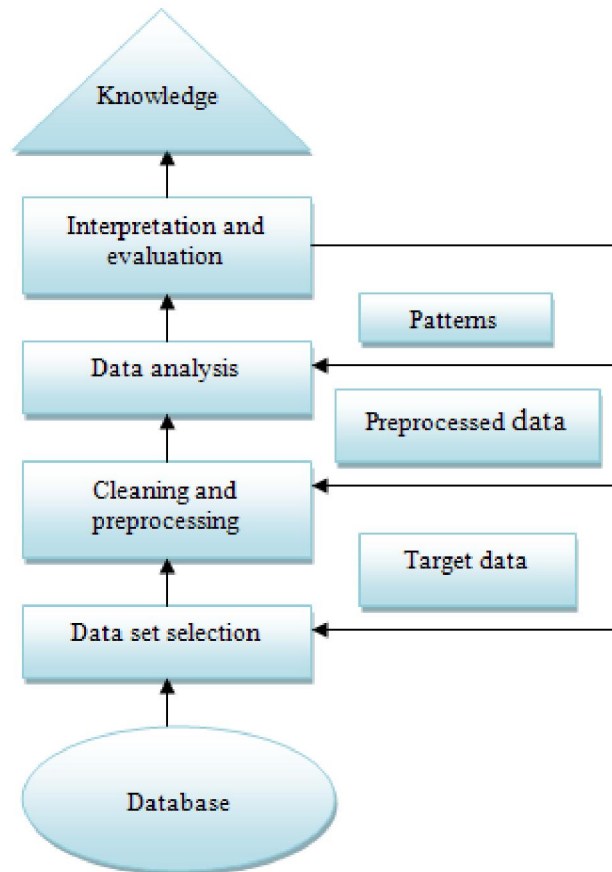 Knowledge
Interpretation and
evaluation
Patterns
Data analysis
Preprocessed data
Cleaning and
preprocessing
Target data
Data set selection
Database